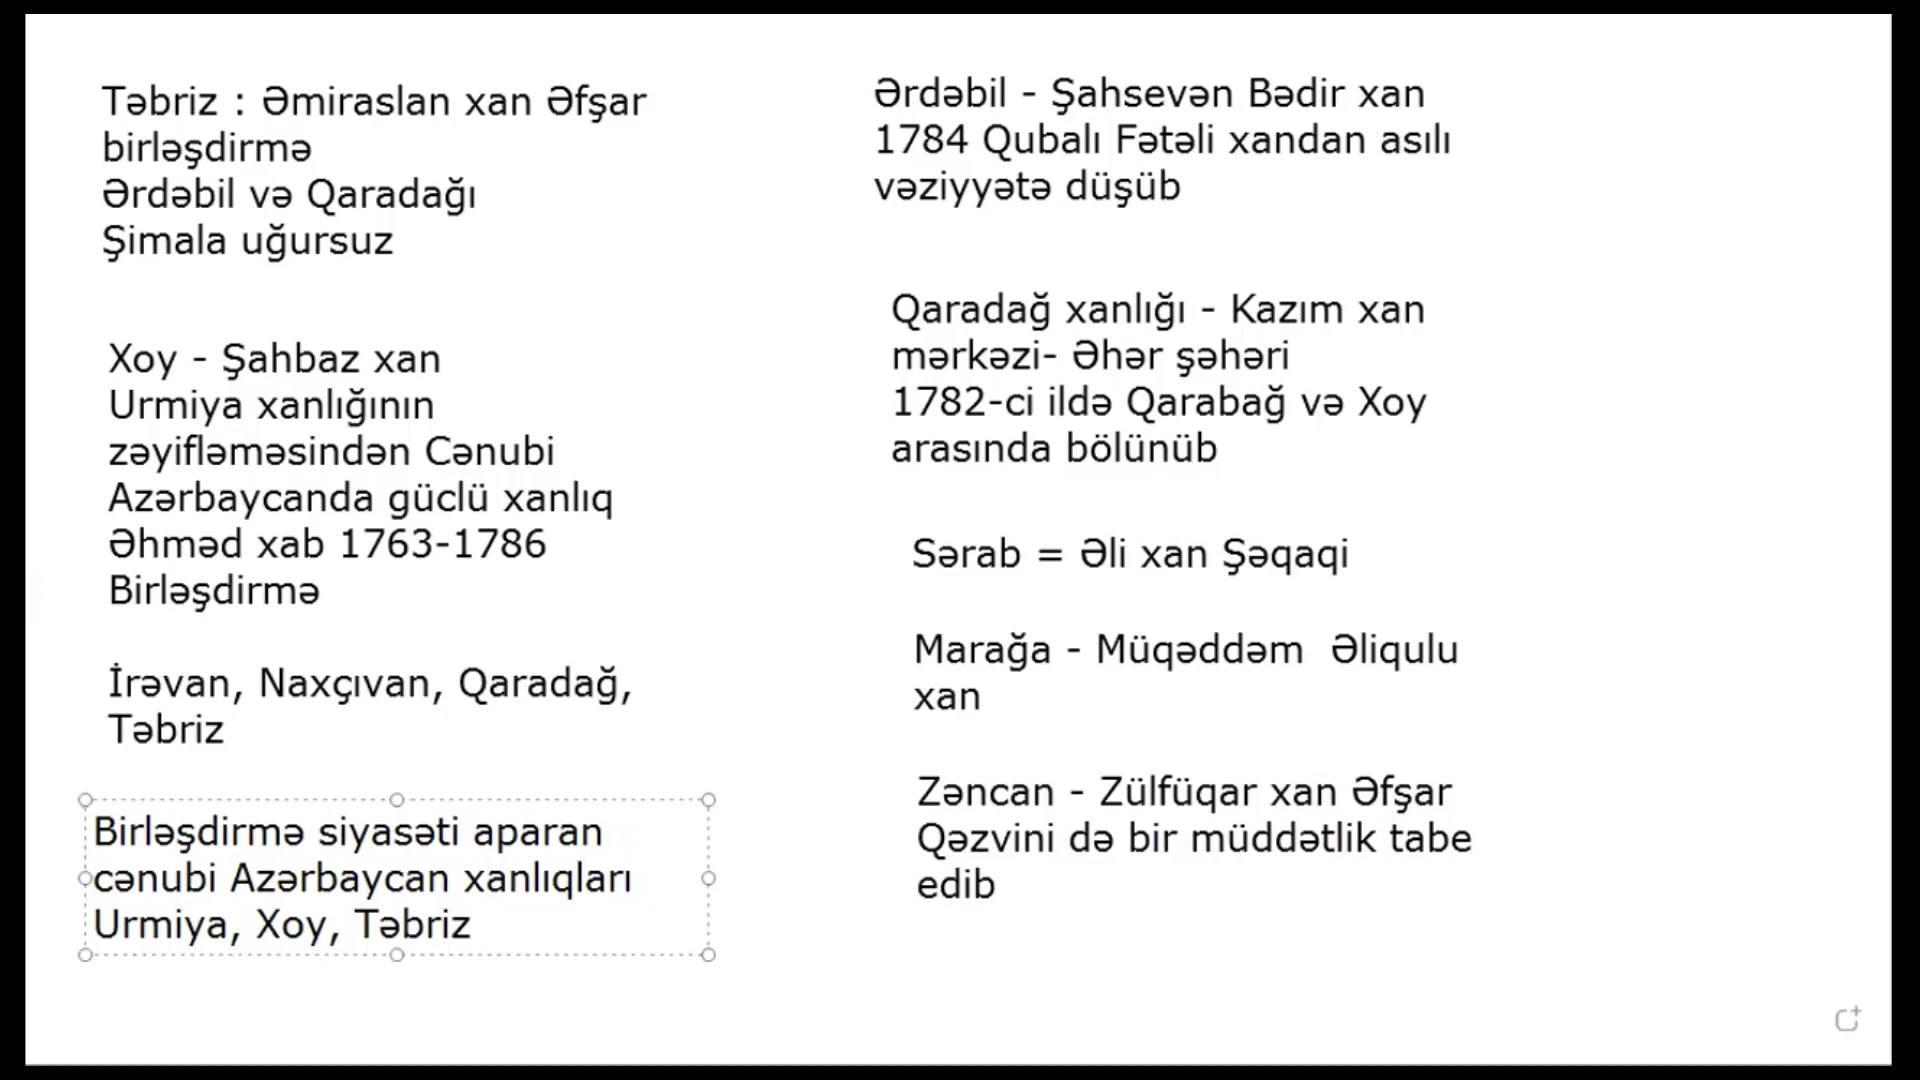 Təbriz : Əmiraslan xan Əfşar
birləşdirmə
Ərdəbil və Qaradağı
Şimala uğursuz
Xoy - Şahbaz xan
Urmiya xanlığının
zəyifləməsindən Cənubi
Azərbaycanda güclü xanlıq
Əhməd xab 1763-1786
Birləşdirmə
İrəvan, Naxçıvan, Qaradağ,
Təbriz
Birləşdirmə siyasəti aparan
cənubi Azərbaycan xanlıqları
Urmiya, Xoy, Təbriz
Ərdəbil - Şahsevən Bədir xan
1784 Qubalı Fətəli xandan asılı
vəziyyətə düşüb
Qaradağ xanlığı - Kazım xan
mərkəzi- Əhər şəhəri
1782-ci ildə Qarabağ və Xoy
arasında bölünüb
Sərab = Əli xan Şəqaqi
Marağa - Müqəddəm  Əliqulu
xan
Zəncan - Zülfüqar xan Əfşar
Qəzvini də bir müddətlik tabe
edib